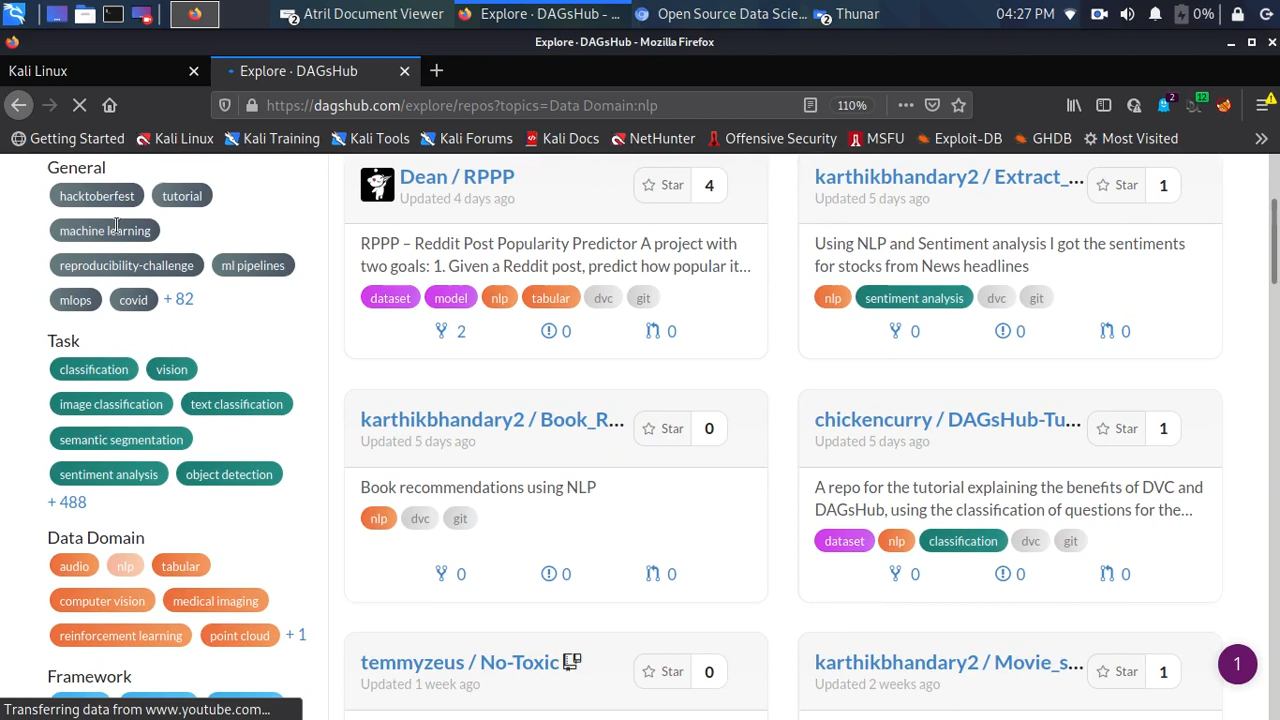 Atril Document Viewer
Explore · DAGsHub - ...
Open Source Data Scie...
Thunar
04:27 PM
0%
Explore · DAGsHub - Mozilla Firefox
Kali Linux
Explore · DAGsHub
https://dagshub.com/explore/repos?topics=Data Domain:nlp
110%
2
12
Getting Started
Kali Linux
Kali Training
Kali Tools
Kali Forums
Kali Docs
NetHunter
Offensive Security
MSFU
Exploit-DB
GHDB
Most Visited
General
hacktoberfest
tutorial
machine learning
reproducibility-challenge
ml pipelines
mlops
covid
+ 82
Task
classification
vision
image classification
text classification
semantic segmentation
sentiment analysis
object detection
+ 488
Data Domain
audio
nlp
tabular
computer vision
medical imaging
reinforcement learning
point cloud
+ 1
Framework
Dean / RPPP
Updated 4 days ago
Star 4
RPPP – Reddit Post Popularity Predictor A project with
two goals: 1. Given a Reddit post, predict how popular it...
dataset model nlp tabular dvc git
2 0 0
karthikbhandary2 / Extract_...
Updated 5 days ago
Star 1
Using NLP and Sentiment analysis I got the sentiments
for stocks from News headlines
nlp sentiment analysis dvc git
0 0 0
karthikbhandary2 / Book_R...
Updated 5 days ago
Star 0
Book recommendations using NLP
nlp dvc git
0 0 0
chickencurry / DAGsHub-Tu...
Updated 5 days ago
Star 1
A repo for the tutorial explaining the benefits of DVC and
DAGsHub, using the classification of questions for the...
dataset nlp classification dvc git
0 0 0
temmyzeus / No-Toxic
Updated 1 week ago
Star 0
karthikbhandary2 / Movie_s...
Updated 2 weeks ago
Star 1
1
Transferring data from www.youtube.com...